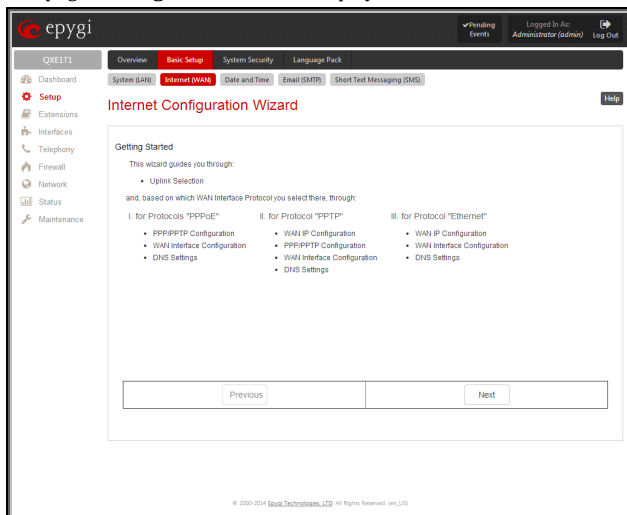 epygi
Pending Events
Logged In As:
Administrator (admin)
Log Out
QXE1T1
Overview
Basic Setup
System Security
Language Pack
Dashboard
Setup
Extensions
Interfaces
Telephony
Firewall
Network
Status
Maintenance
System (LAN)
Internet (WAN)
Date and Time
Email (SMTP)
Short Text Messaging (SMS)
Internet Configuration Wizard
Help
Getting Started
This wizard guides you through:
• Uplink Selection
and, based on which WAN Interface Protocol you select there, through:
I. for Protocols "PPPoE"
• PPP/PPTP Configuration
• WAN Interface Configuration
• DNS Settings
II. for Protocol "PPTP"
• WAN IP Configuration
• PPP/PPTP Configuration
• WAN Interface Configuration
• DNS Settings
III. for Protocol "Ethernet"
• WAN IP Configuration
• WAN Interface Configuration
• DNS Settings
Previous
Next
© 2000-2014 Epygi Technologies, LTD. All Rights Reserved. (en_US)